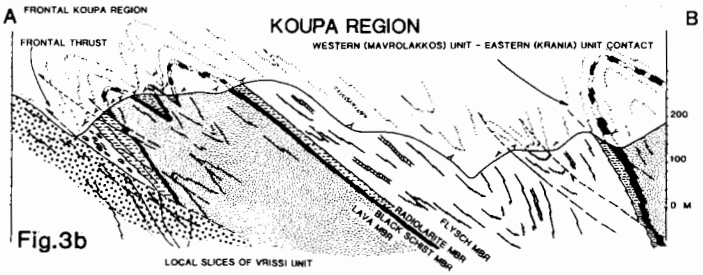 A
FRONTAL KOUPA REGION
KOUPA REGION
B
FRONTAL THRUST
WESTERN (MAVROLAKKOS) UNIT - EASTERN (KRANIA) UNIT CONTACT
200
100
0 M
FLYSCH MBR
RADIOLARITE MBR
BLACK SCHIST MBR
LAVA MBR
Fig.3b
LOCAL SLICES OF VRISSI UNIT